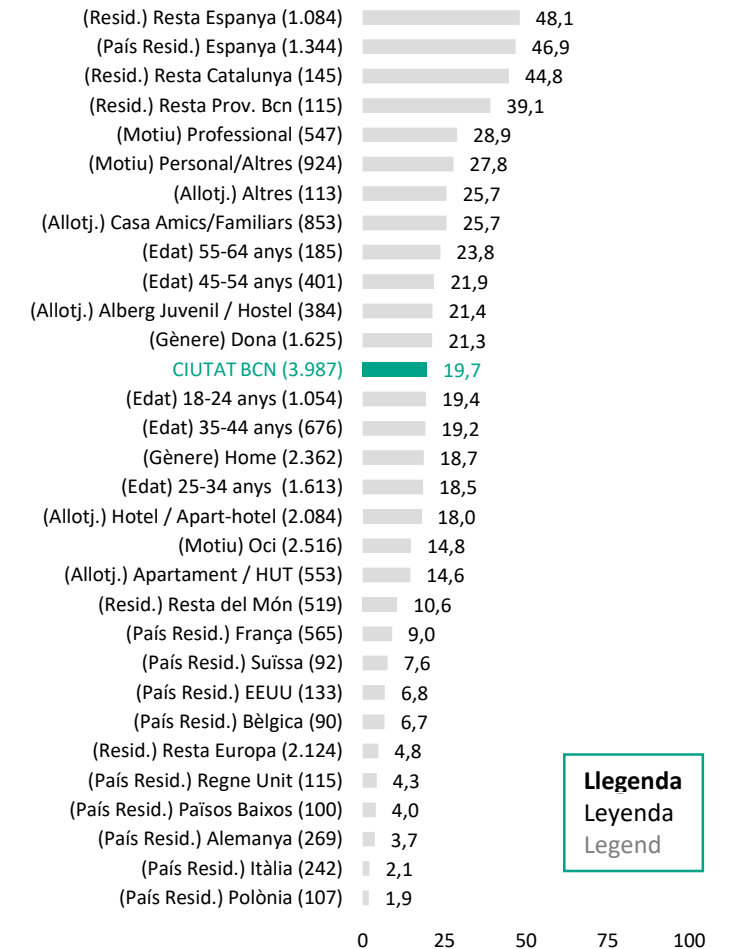 (Resid.) Resta Espanya (1.084) 48,1
(País Resid.) Espanya (1.344) 46,9
(Resid.) Resta Catalunya (145) 44,8
(Resid.) Resta Prov. Bcn (115) 39,1
(Motiu) Professional (547) 28,9
(Motiu) Personal/Altres (924) 27,8
(Allotj.) Altres (113) 25,7
(Allotj.) Casa Amics/Familiars (853) 25,7
(Edat) 55-64 anys (185) 23,8
(Edat) 45-54 anys (401) 21,9
(Allotj.) Alberg Juvenil / Hostel (384) 21,4
(Gènere) Dona (1.625) 21,3
CIUTAT BCN (3.987) 19,7
(Edat) 18-24 anys (1.054) 19,4
(Edat) 35-44 anys (676) 19,2
(Gènere) Home (2.362) 18,7
(Edat) 25-34 anys (1.613) 18,5
(Allotj.) Hotel / Apart-hotel (2.084) 18,0
(Motiu) Oci (2.516) 14,8
(Allotj.) Apartament / HUT (553) 14,6
(Resid.) Resta del Món (519) 10,6
(País Resid.) França (565) 9,0
(País Resid.) Suïssa (92) 7,6
(País Resid.) EEUU (133) 6,8
(País Resid.) Bèlgica (90) 6,7
(Resid.) Resta Europa (2.124) 4,8
(País Resid.) Regne Unit (115) 4,3
(País Resid.) Països Baixos (100) 4,0
(País Resid.) Alemanya (269) 3,7
(País Resid.) Itàlia (242) 2,1
(País Resid.) Polònia (107) 1,9
0 25 50 75 100
Llegenda
Leyenda
Legend